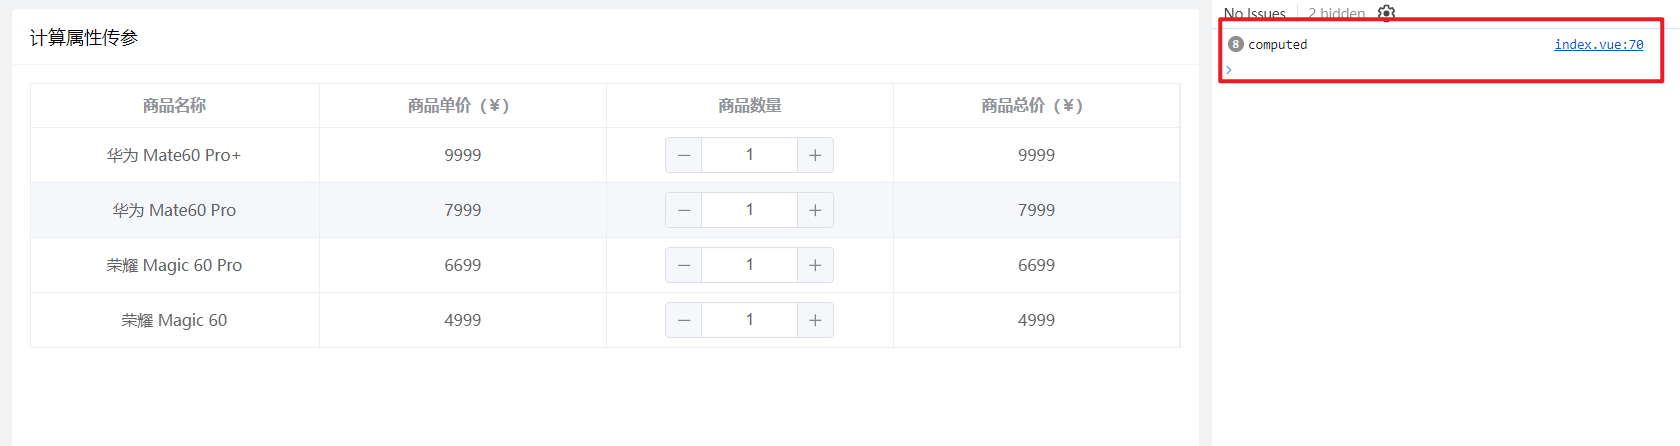 No Issues 2 hidden
计算属性传参
8 computed index.vue:70
商品名称 商品单价（￥） 商品数量 商品总价（￥）
华为 Mate60 Pro+ 9999 1 9999
华为 Mate60 Pro 7999 1 7999
荣耀 Magic 60 Pro 6699 1 6699
荣耀 Magic 60 4999 1 4999